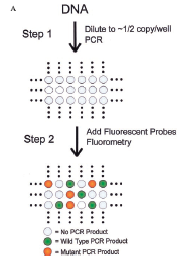 A
DNA
Step 1
Dilute to ~1/2 copy/well
PCR
Step 2
Add Fluorescent Probes
Fluorometry
= No PCR Product
= Wild Type PCR Product
= Mutant PCR Product